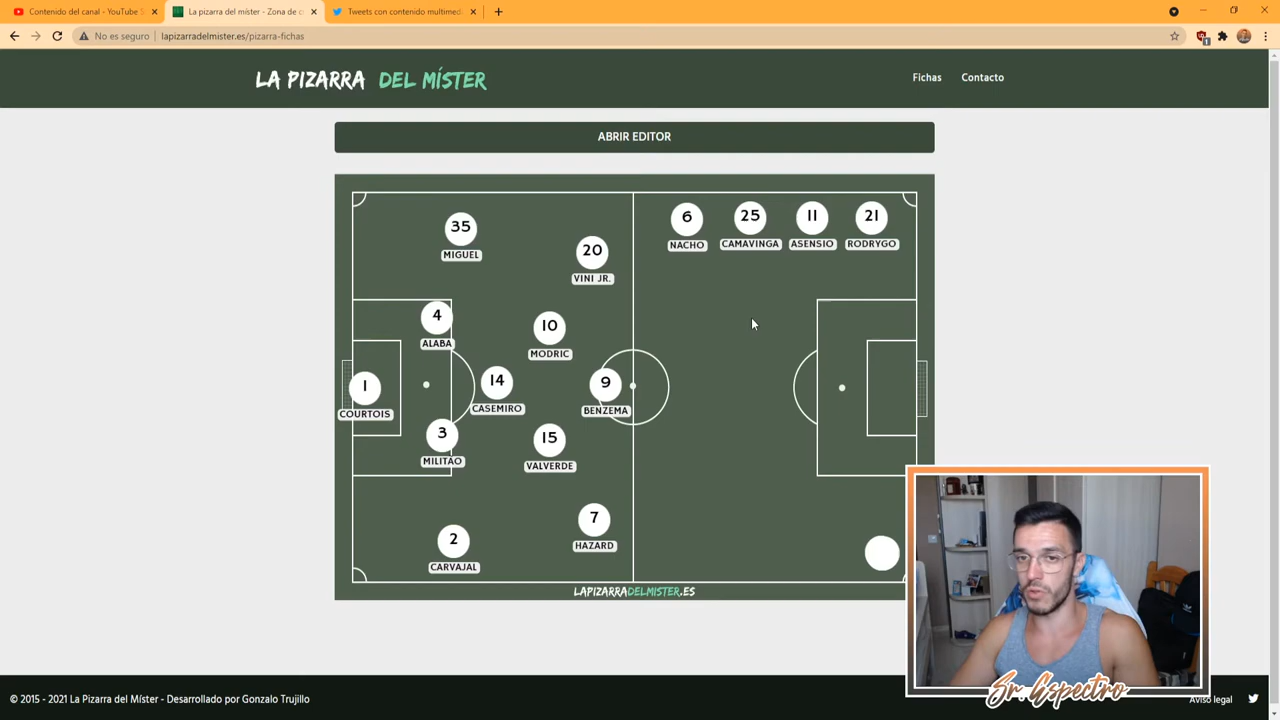 Contenido del canal - YouTube S
La pizarra del míster - Zona de c
Tweets con contenido multimed
No es seguro
lapizarradelmister.es/pizarra-fichas
1
LA PIZARRA DEL MÍSTER
Fichas
Contacto
ABRIR EDITOR
35
MIGUEL
20
VINI JR.
6
NACHO
25
CAMAVINGA
11
ASENSIO
21
RODRYGO
4
ALABA
10
MODRIC
1
COURTOIS
14
CASEMIRO
9
BENZEMA
3
MILITÃO
15
VALVERDE
2
CARVAJAL
7
HAZARD
LAPIZARRADELMISTER.ES
Sr. Espectro
© 2015 - 2021 La Pizarra del Míster - Desarrollado por Gonzalo Trujillo
Aviso legal